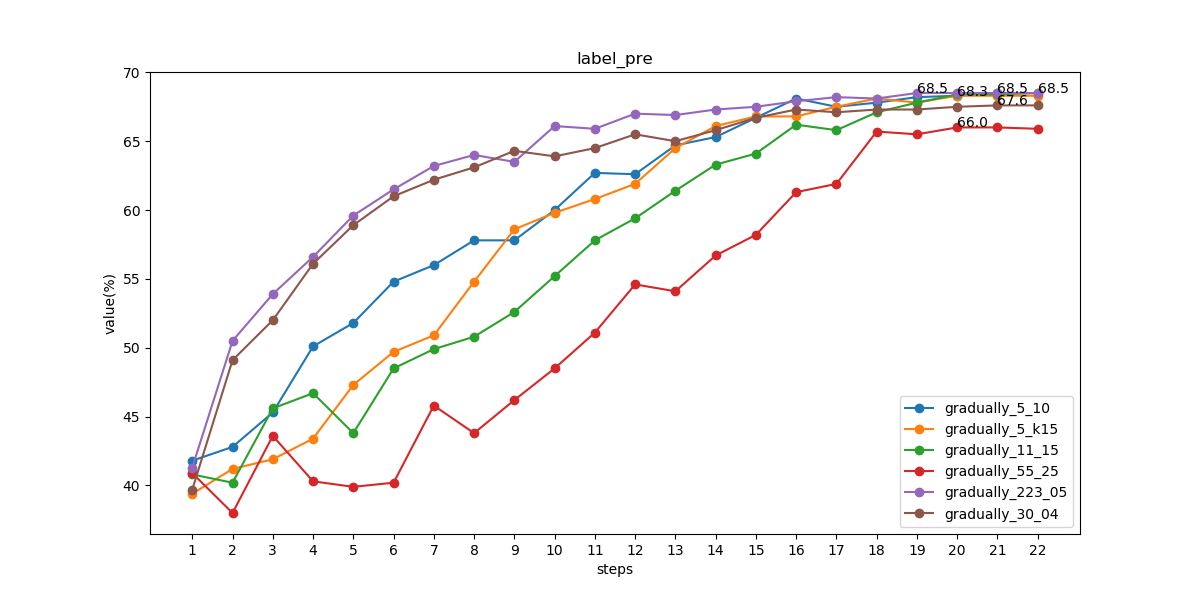 label_pre
value(%)
70
65
60
55
50
45
40
68.5
68.3
68.5
68.5
67.6
66.0
gradually_5_10
gradually_5_k15
gradually_11_15
gradually_55_25
gradually_223_05
gradually_30_04
1 2 3 4 5 6 7 8 9 10 11 12 13 14 15 16 17 18 19 20 21 22
steps